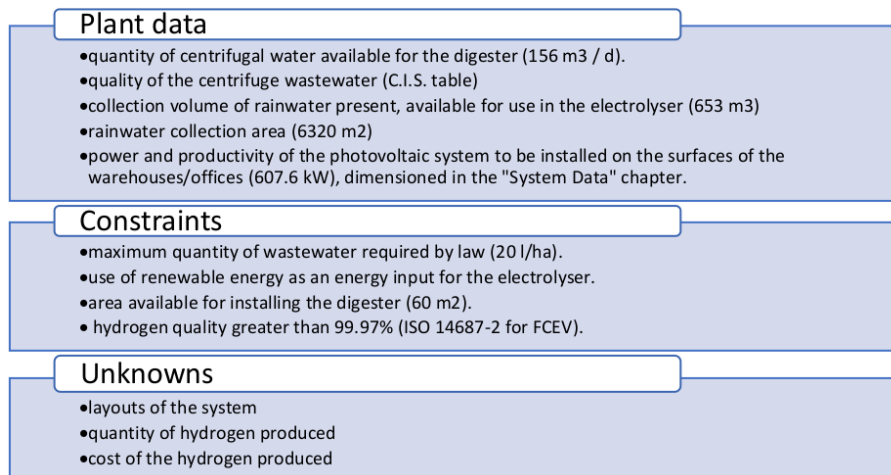 Plant data
•quantity of centrifugal water available for the digester (156 m3 / d).
•quality of the centrifuge wastewater (C.I.S. table)
•collection volume of rainwater present, available for use in the electrolyser (653 m3)
•rainwater collection area (6320 m2)
•power and productivity of the photovoltaic system to be installed on the surfaces of the
warehouses/offices (607.6 kW), dimensioned in the "System Data" chapter.
Constraints
•maximum quantity of wastewater required by law (20 l/ha).
•use of renewable energy as an energy input for the electrolyser.
•area available for installing the digester (60 m2).
• hydrogen quality greater than 99.97% (ISO 14687-2 for FCEV).
Unknowns
•layouts of the system
•quantity of hydrogen produced
•cost of the hydrogen produced